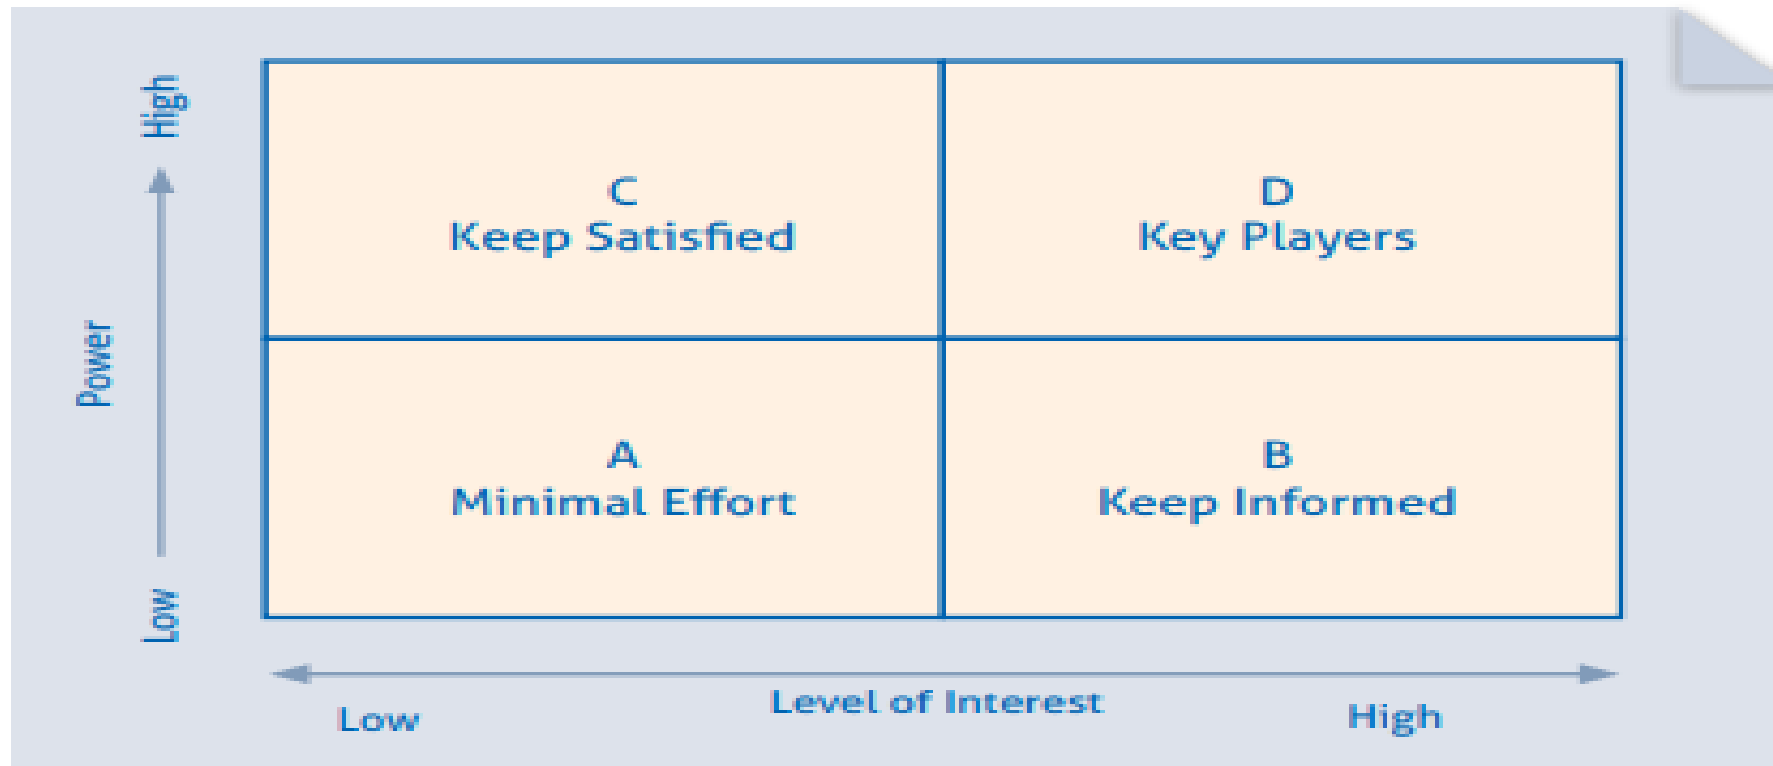 High
Power
Low
C
Keep Satisfied
D
Key Players
A
Minimal Effort
B
Keep Informed
Low
Level of Interest
High